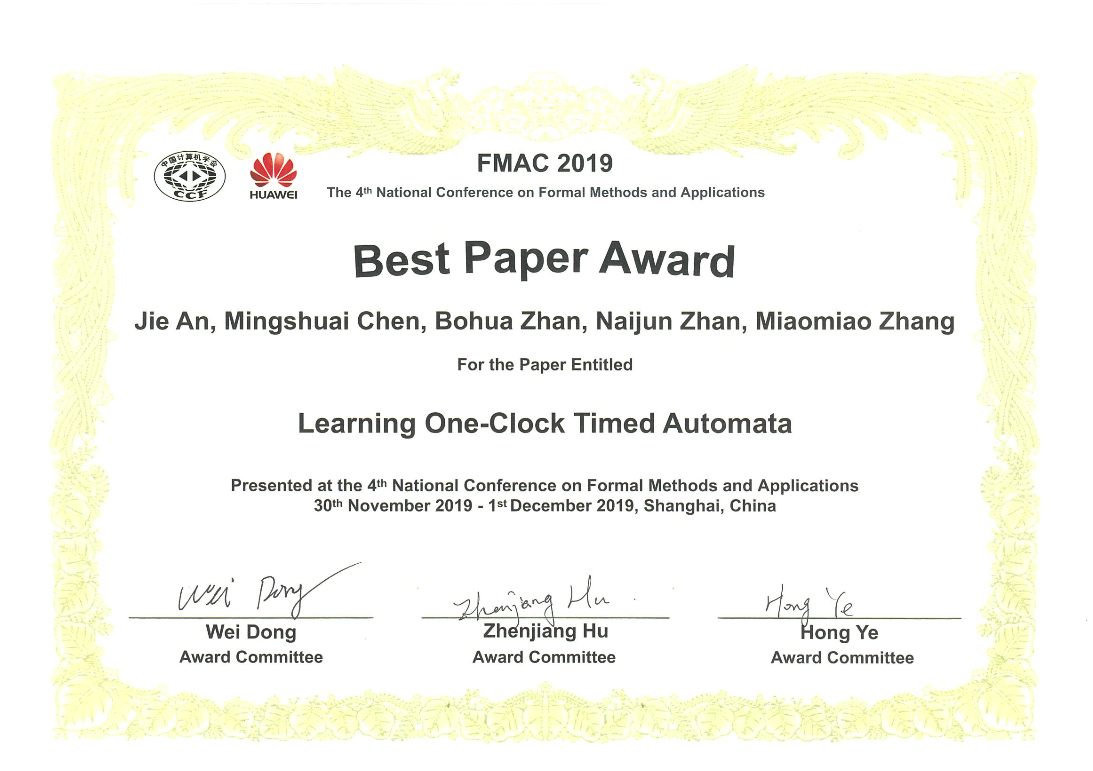 中国计算机学会
CCF
HUAWEI
FMAC 2019
The 4th National Conference on Formal Methods and Applications
Best Paper Award
Jie An, Mingshuai Chen, Bohua Zhan, Naijun Zhan, Miaomiao Zhang
For the Paper Entitled
Learning One-Clock Timed Automata
Presented at the 4th National Conference on Formal Methods and Applications
30th November 2019 - 1st December 2019, Shanghai, China
Wei Dong Zhenjiang Hu Hong Ye
Wei Dong Zhenjiang Hu Hong Ye
Award Committee Award Committee Award Committee